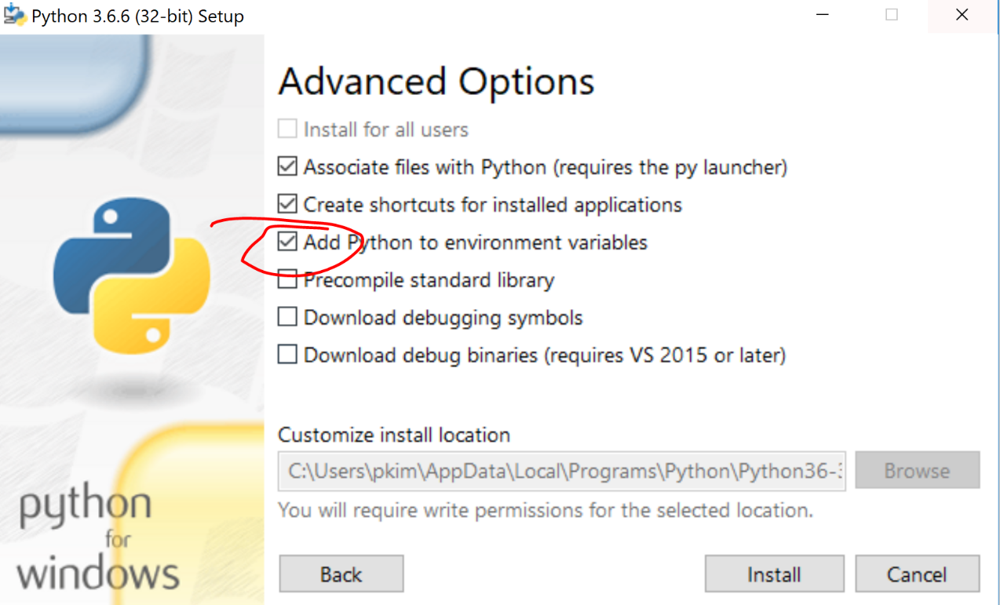 Python 3.6.6 (32-bit) Setup
Advanced Options
Install for all users
Associate files with Python (requires the py launcher)
Create shortcuts for installed applications
Add Python to environment variables
Precompile standard library
Download debugging symbols
Download debug binaries (requires VS 2015 or later)
Customize install location
C:\Users\pkim\AppData\Local\Programs\Python\Python36-3
Browse
You will require write permissions for the selected location.
python
for
windows
Back
Install
Cancel